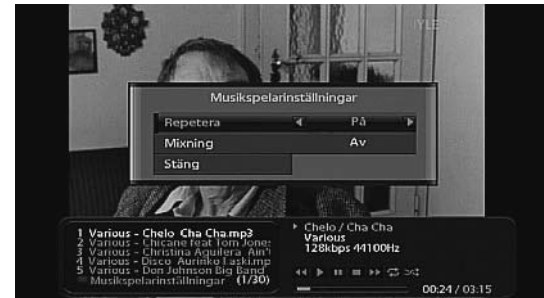 YLE
Musikspelarinställningar
Repetera På
Mixning Av
Stäng
1 Various - Chelo Cha Cha.mp3
2 Various - Chicane feat Tom Jones
3 Various - Christina Aguilera Ain't
4 Various - Disco Aurinko Laski.mp
5 Various - Don Johnson Big Band
Musikspelarinställningar (1/30)
Chelo / Cha Cha
Various
128kbps 44100Hz
00:24 / 03:15